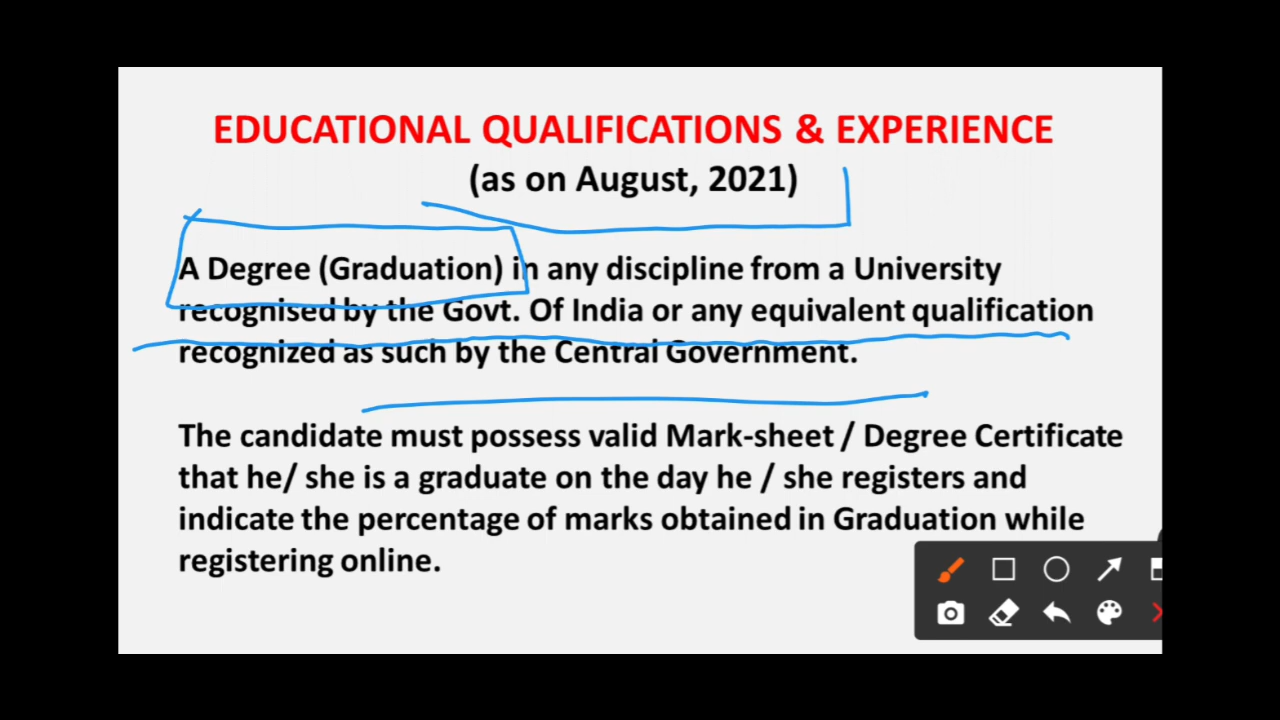 EDUCATIONAL QUALIFICATIONS & EXPERIENCE
(as on August, 2021)
A Degree (Graduation) in any discipline from a University
recognised by the Govt. Of India or any equivalent qualification
recognized as such by the Central Government.
The candidate must possess valid Mark-sheet / Degree Certificate
that he/ she is a graduate on the day he / she registers and
indicate the percentage of marks obtained in Graduation while
registering online.